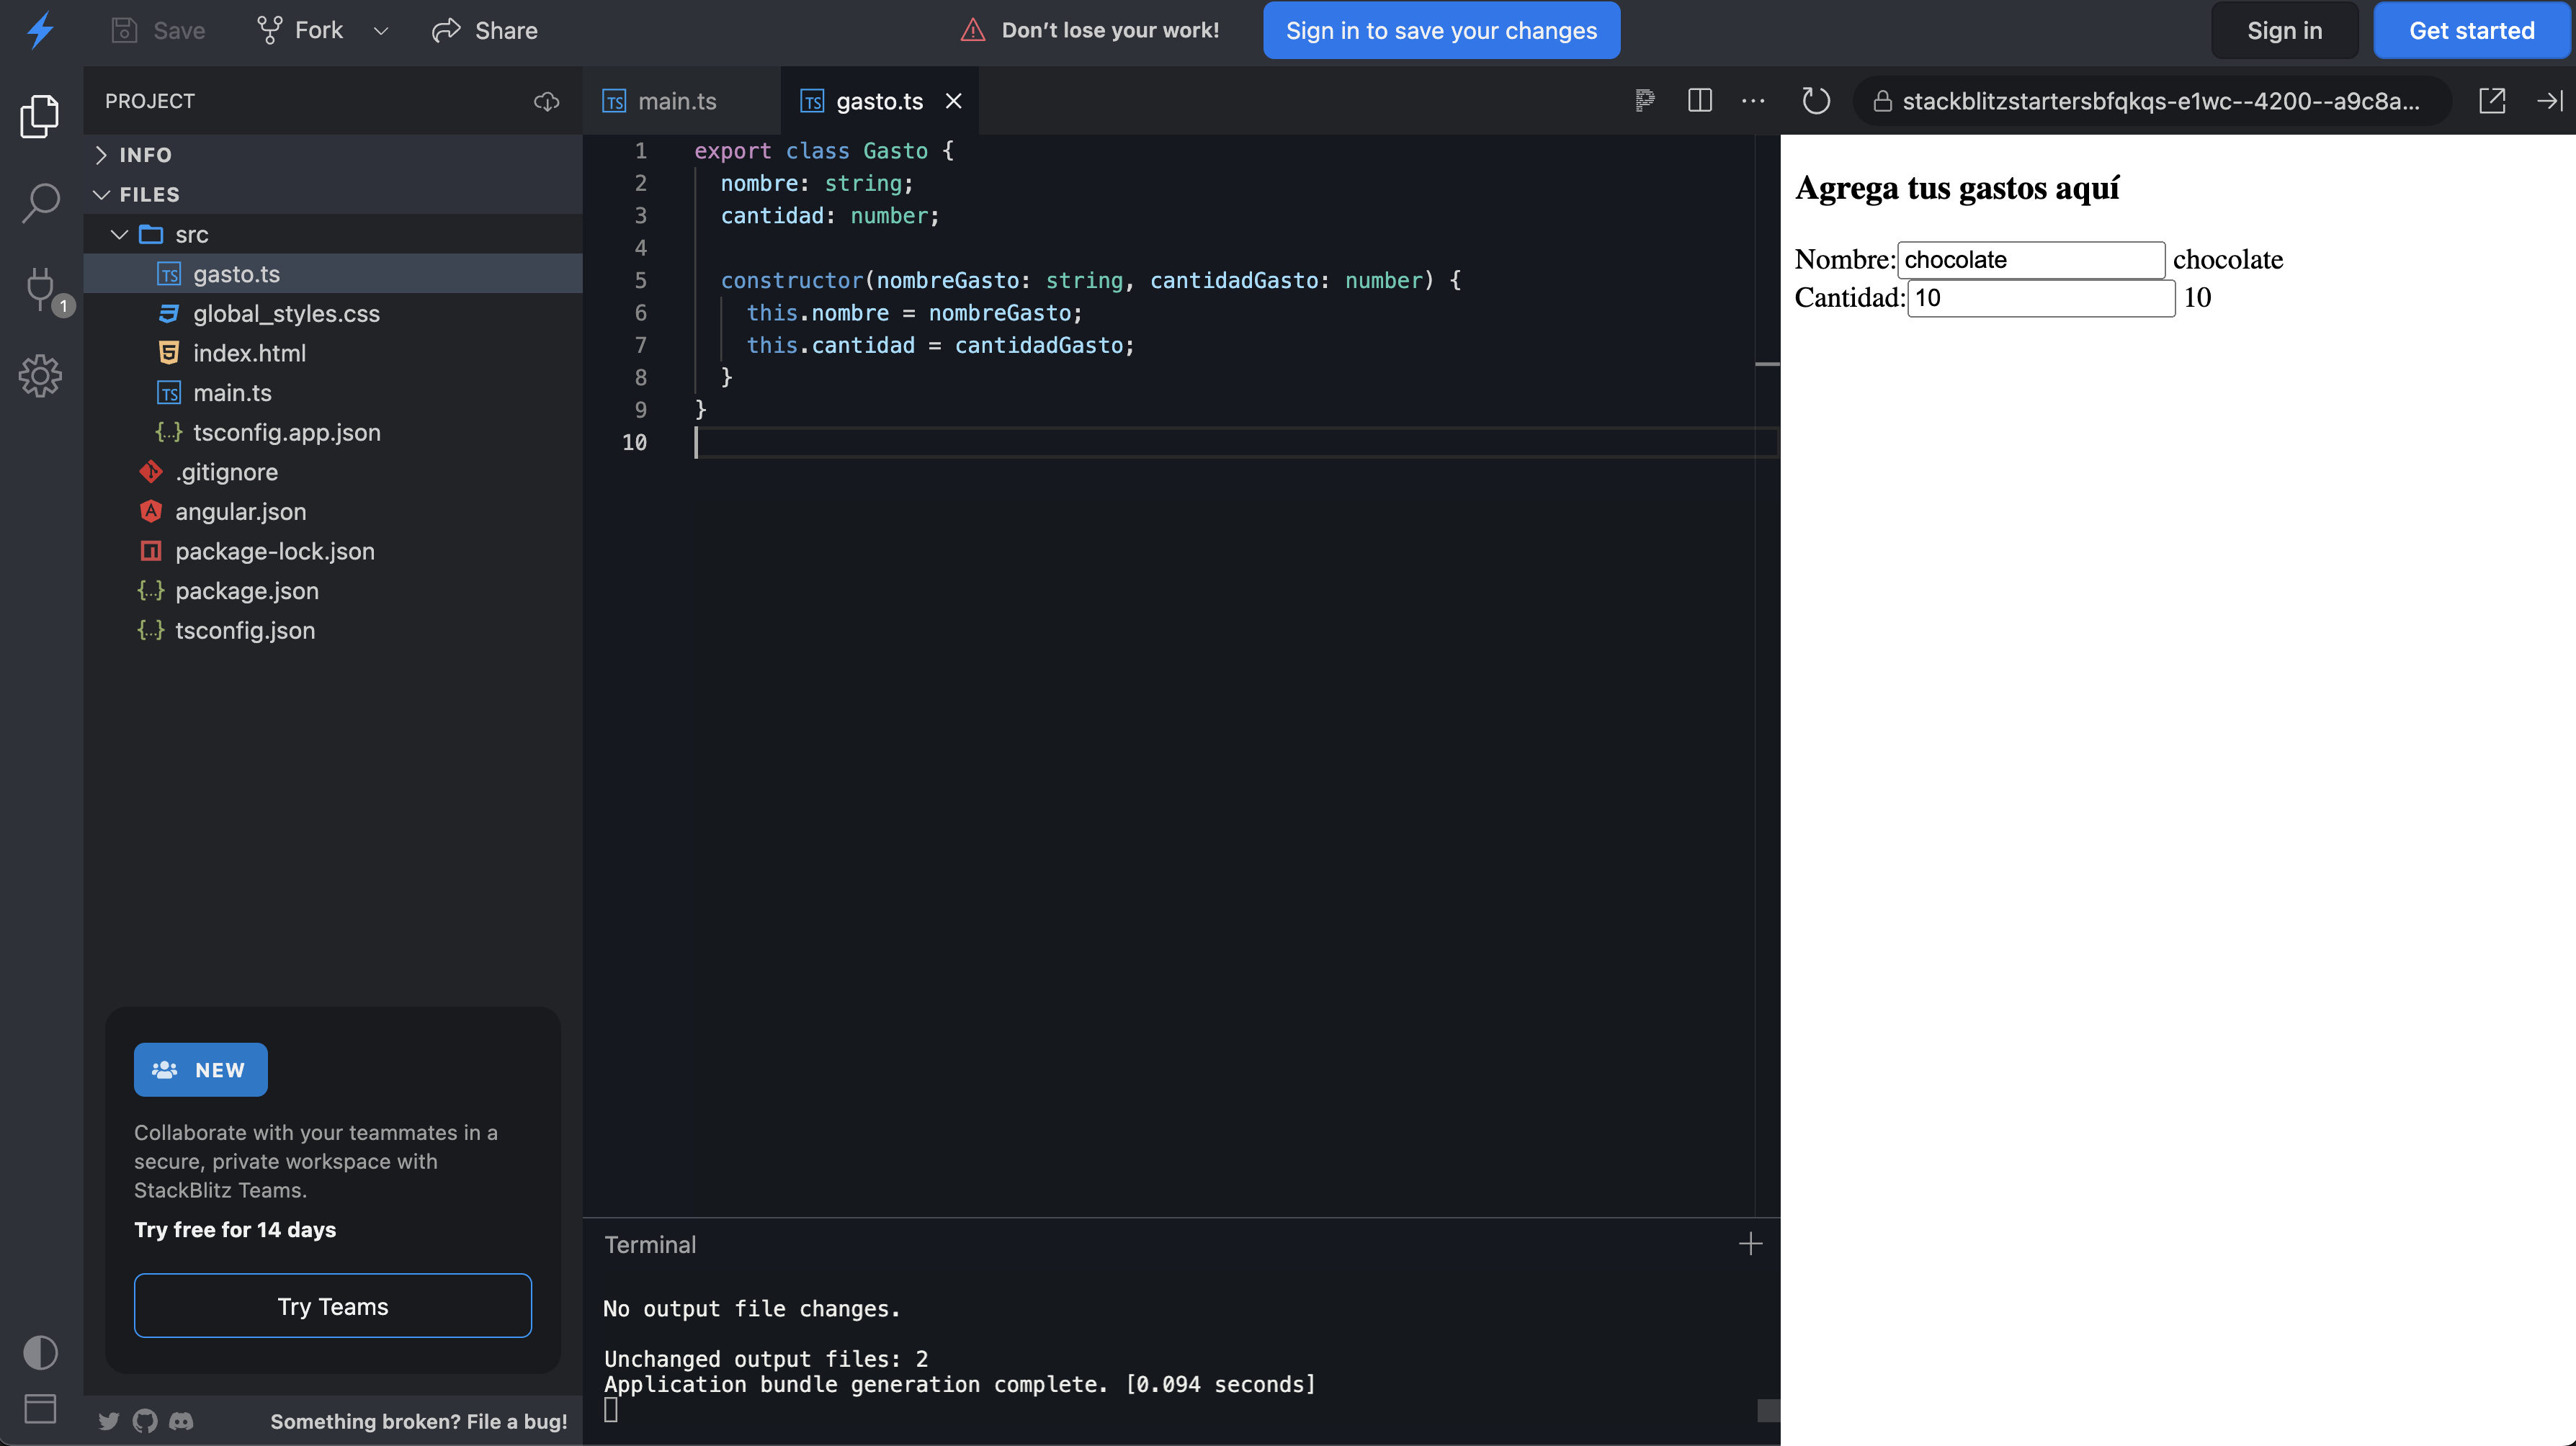 Save Fork Share Don't lose your work! Sign in to save your changes Sign in Get started
PROJECT
main.ts gasto.ts
stackblitzstartersbfqkqs-e1wc--4200--a9c8a...
INFO
FILES
src
gasto.ts
global_styles.css
index.html
main.ts
{..} tsconfig.app.json
.gitignore
angular.json
package-lock.json
{..} package.json
{..} tsconfig.json
1
NEW
Collaborate with your teammates in a
secure, private workspace with
StackBlitz Teams.
Try free for 14 days
Try Teams
Something broken? File a bug!
1 export class Gasto {
2 nombre: string;
3 cantidad: number;
4
5 constructor(nombreGasto: string, cantidadGasto: number) {
6 this.nombre = nombreGasto;
7 this.cantidad = cantidadGasto;
8 }
9 }
10
Terminal
No output file changes.
Unchanged output files: 2
Application bundle generation complete. [0.094 seconds]
Agrega tus gastos aquí
Nombre: chocolate chocolate
Cantidad: 10 10